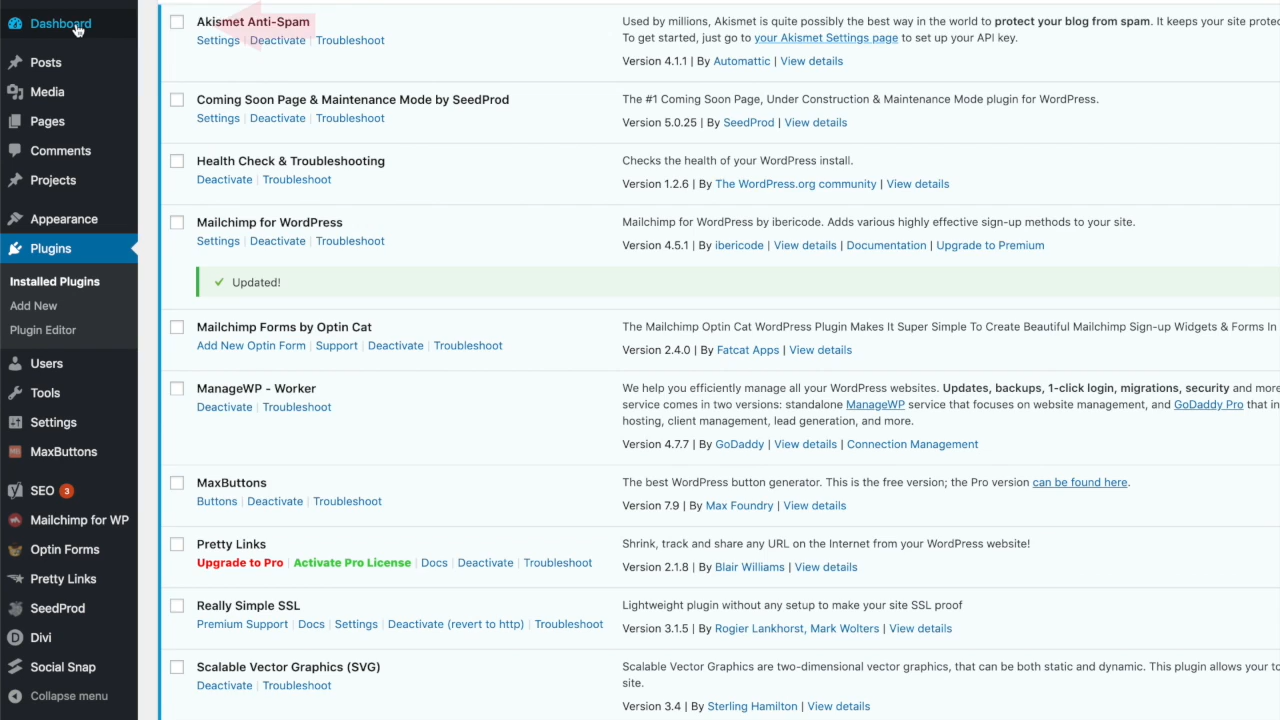 Dashboard
Posts
Media
Pages
Comments
Projects
Appearance
Plugins
Installed Plugins
Add New
Plugin Editor
Users
Tools
Settings
MaxButtons
SEO 3
Mailchimp for WP
Optin Forms
Pretty Links
SeedProd
Divi
Social Snap
Collapse menu
Akismet Anti-Spam
Settings | Deactivate | Troubleshoot
Used by millions, Akismet is quite possibly the best way in the world to protect your blog from spam. It keeps your site protec
To get started, just go to your Akismet Settings page to set up your API key.
Version 4.1.1 | By Automattic | View details
Coming Soon Page & Maintenance Mode by SeedProd
Settings | Deactivate | Troubleshoot
The #1 Coming Soon Page, Under Construction & Maintenance Mode plugin for WordPress.
Version 5.0.25 | By SeedProd | View details
Health Check & Troubleshooting
Deactivate | Troubleshoot
Checks the health of your WordPress install.
Version 1.2.6 | By The WordPress.org community | View details
Mailchimp for WordPress
Settings | Deactivate | Troubleshoot
Mailchimp for WordPress by ibericode. Adds various highly effective sign-up methods to your site.
Version 4.5.1 | By ibericode | View details | Documentation | Upgrade to Premium
Updated!
Mailchimp Forms by Optin Cat
Add New Optin Form | Support | Deactivate | Troubleshoot
The Mailchimp Optin Cat WordPress Plugin Makes It Super Simple To Create Beautiful Mailchimp Sign-up Widgets & Forms In
Version 2.4.0 | By Fatcat Apps | View details
ManageWP - Worker
Deactivate | Troubleshoot
We help you efficiently manage all your WordPress websites. Updates, backups, 1-click login, migrations, security and more
service comes in two versions: standalone ManageWP service that focuses on website management, and GoDaddy Pro that in
hosting, client management, lead generation, and more.
Version 4.7.7 | By GoDaddy | View details | Connection Management
MaxButtons
Buttons | Deactivate | Troubleshoot
The best WordPress button generator. This is the free version; the Pro version can be found here.
Version 7.9 | By Max Foundry | View details
Pretty Links
Upgrade to Pro | Activate Pro License | Docs | Deactivate | Troubleshoot
Shrink, track and share any URL on the Internet from your WordPress website!
Version 2.1.8 | By Blair Williams | View details
Really Simple SSL
Premium Support | Docs | Settings | Deactivate (revert to http) | Troubleshoot
Lightweight plugin without any setup to make your site SSL proof
Version 3.1.5 | By Rogier Lankhorst, Mark Wolters | View details
Scalable Vector Graphics (SVG)
Deactivate | Troubleshoot
Scalable Vector Graphics are two-dimensional vector graphics, that can be both static and dynamic. This plugin allows your to
site.
Version 3.4 | By Sterling Hamilton | View details